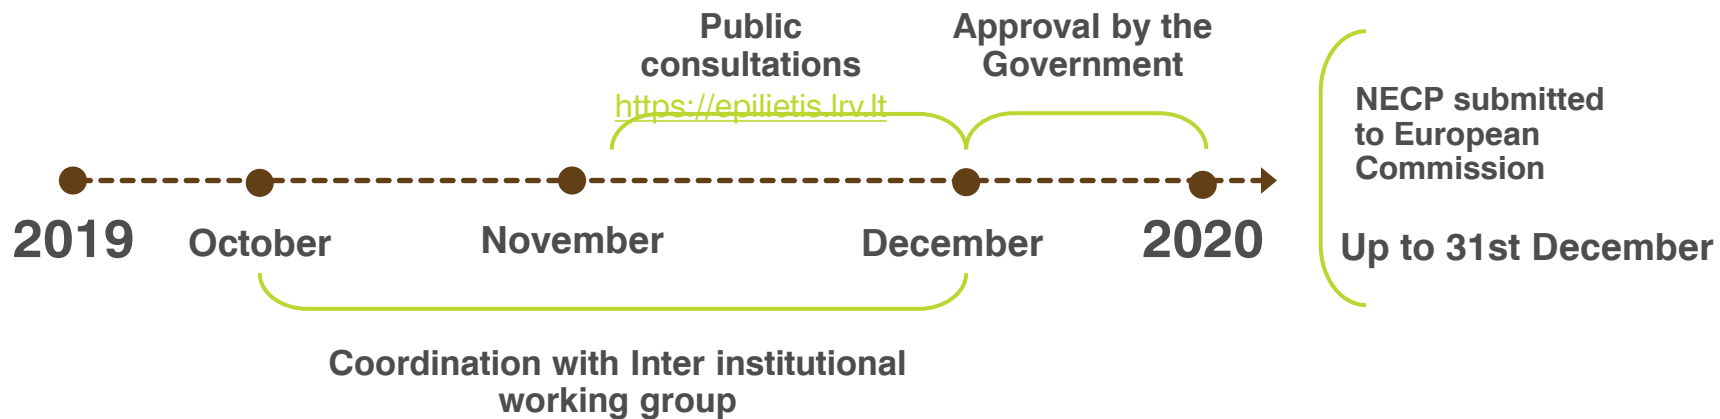 Public
consultations
https://epilietis.lrv.lt
Approval by the
Government
NECP submitted
to European
Commission
Up to 31st December
2019
October
November
December
2020
Coordination with Inter institutional
working group